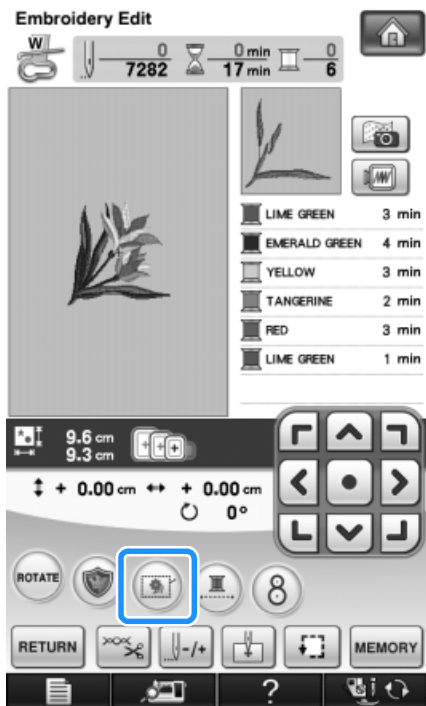 Embroidery Edit
W
0
7282
0 min
17 min
0
6
LIME GREEN 3 min
EMERALD GREEN 4 min
YELLOW 3 min
TANGERINE 2 min
RED 3 min
LIME GREEN 1 min
9.6 cm
9.3 cm
+ 0.00 cm + 0.00 cm
0°
ROTATE
8
RETURN -/+ MEMORY
?